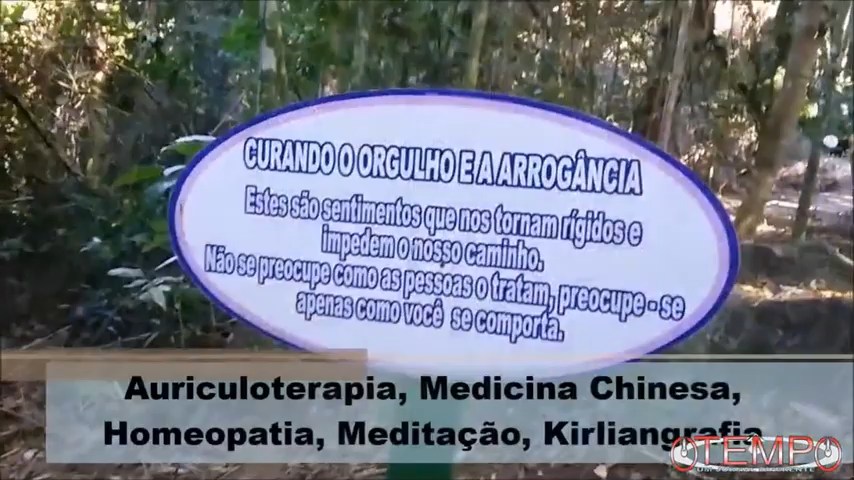 CURANDO O ORGULHO E A ARROGÂNCIA
Estes são sentimentos que nos tornam rígidos e
impedem o nosso caminho.
Não se preocupe como as pessoas o tratam, preocupe - se
apenas como você se comporta.
Auriculoterapia, Medicina Chinesa,
Homeopatia, Meditação, Kirliangrafia
OTEMPO